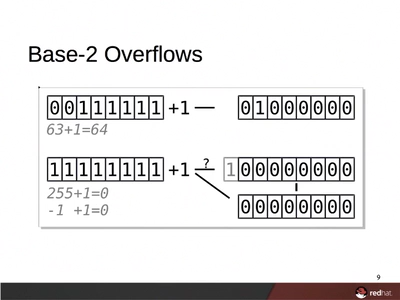 Base-2 Overflows
00111111 +1 — 01000000
63+1=64
11111111 +1 ? 100000000
255+1=0
-1 +1=0
00000000
9
redhat